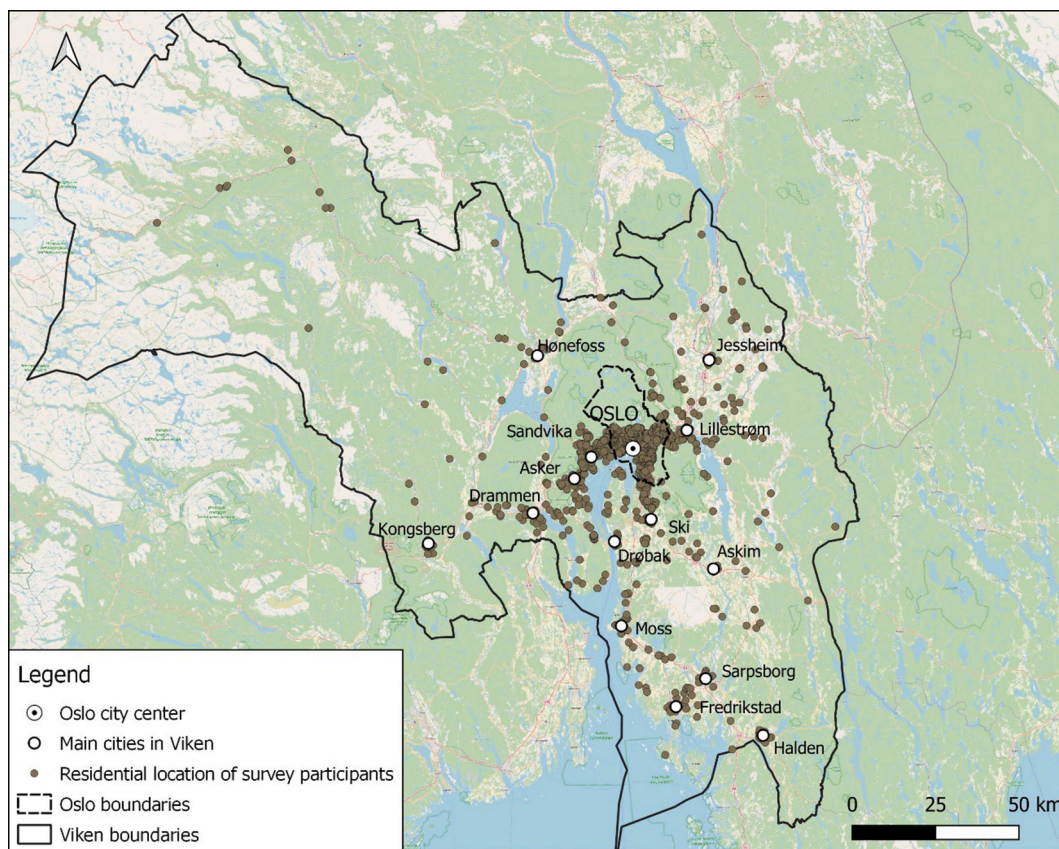 Hønefoss
Jessheim
OSLO
Sandvika
Lillestrøm
Asker
Drammen
Kongsberg
Ski
Drøbak
Askim
Moss
Sarpsborg
Fredrikstad
Halden
Legend
Oslo city center
Main cities in Viken
Residential location of survey participants
Oslo boundaries
Viken boundaries
0 25 50 km